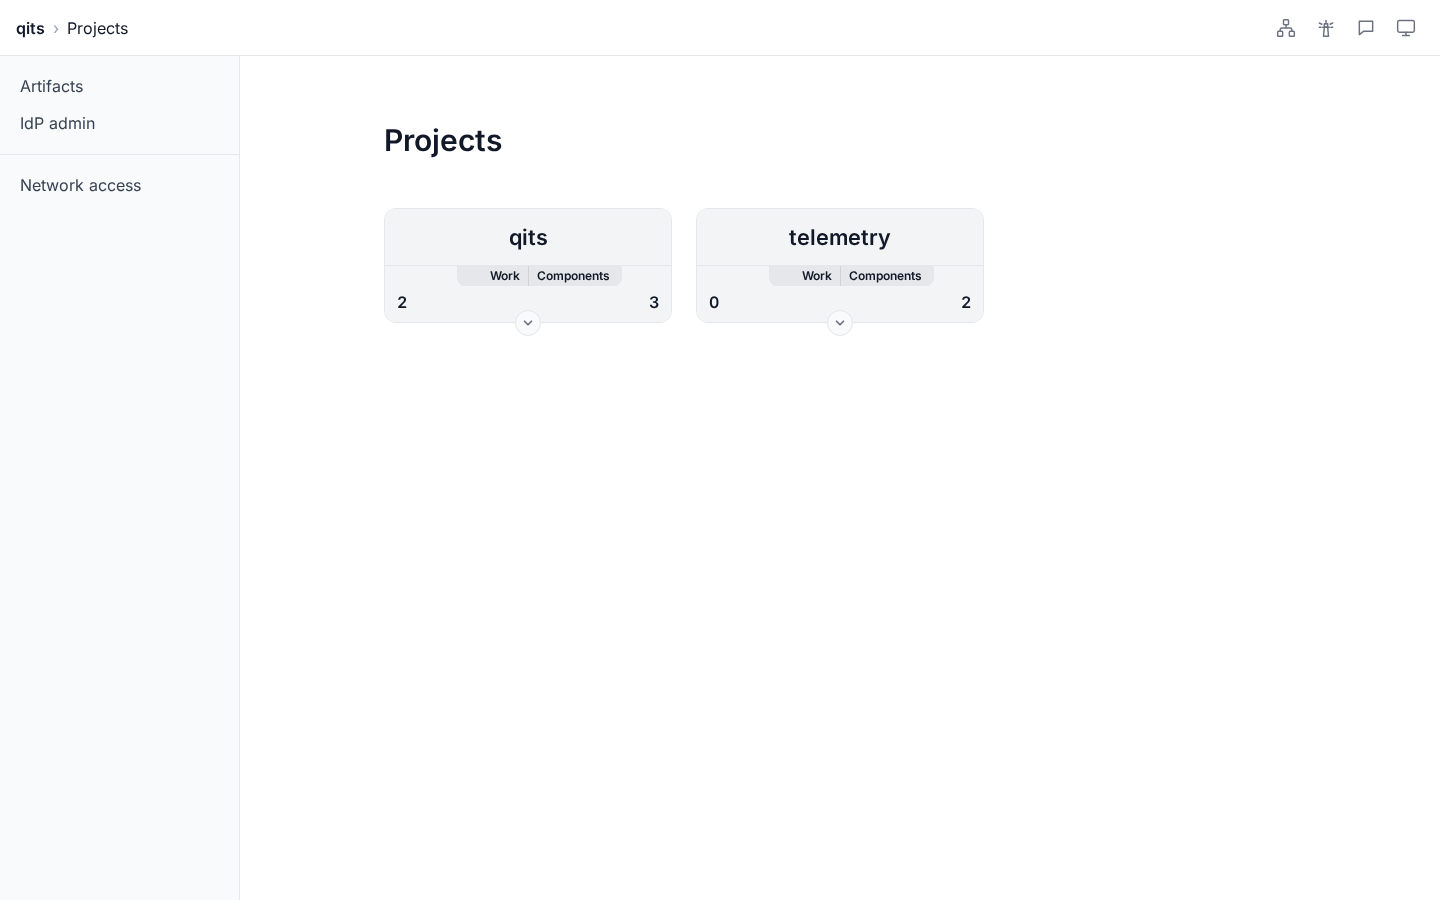 qits › Projects
Artifacts
IdP admin
Network access
Projects
qits
Work Components
2 3
telemetry
Work Components
0 2